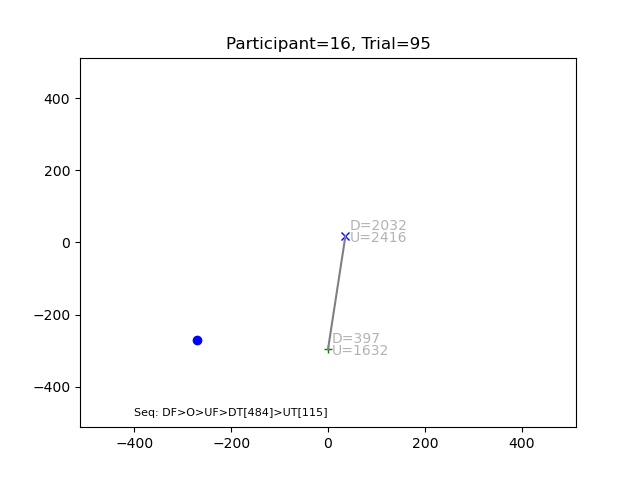 Participant=16, Trial=95
400
200
0
−200
−400
D=2032
U=2416
D=397
U=1632
Seq: DF>O>UF>DT[484]>UT[115]
−400
−200
0
200
400